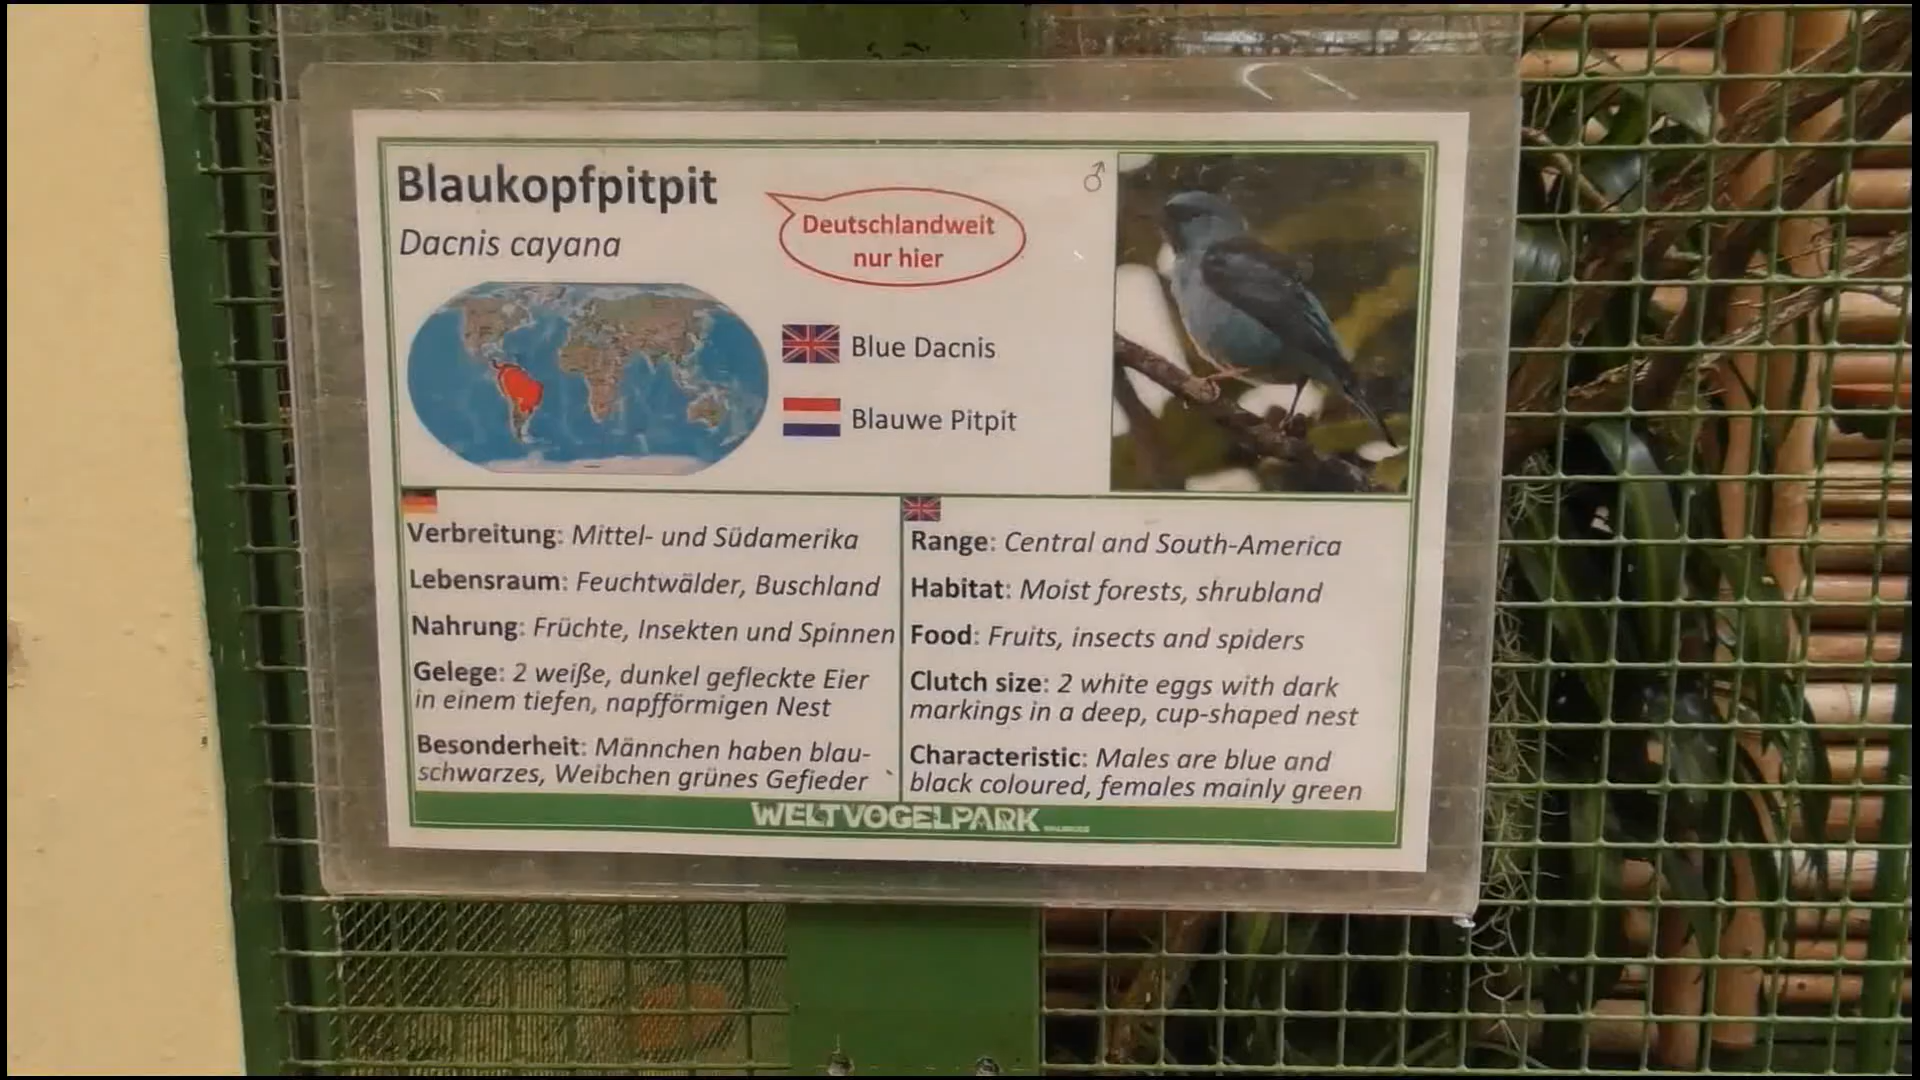 Blaukopfpitpit
Dacnis cayana
Deutschlandweit
nur hier
♂
Blue Dacnis
Blauwe Pitpit
Verbreitung: Mittel- und Südamerika
Lebensraum: Feuchtwälder, Buschland
Nahrung: Früchte, Insekten und Spinnen
Gelege: 2 weiße, dunkel gefleckte Eier
in einem tiefen, napfförmigen Nest
Besonderheit: Männchen haben blau-
schwarzes, Weibchen grünes Gefieder
Range: Central and South-America
Habitat: Moist forests, shrubland
Food: Fruits, insects and spiders
Clutch size: 2 white eggs with dark
markings in a deep, cup-shaped nest
Characteristic: Males are blue and
black coloured, females mainly green
WELTVOGELPARK